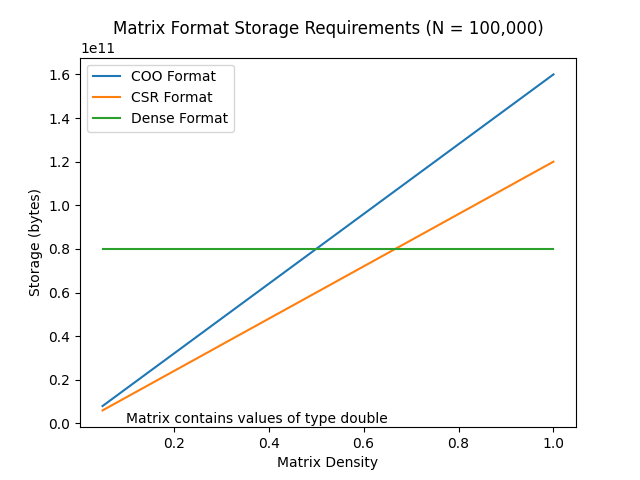 Matrix Format Storage Requirements (N = 100,000)
1e11
COO Format
CSR Format
Dense Format
1.6
1.4
1.2
1.0
0.8
0.6
0.4
0.2
0.0
Storage (bytes)
Matrix contains values of type double
0.2 0.4 0.6 0.8 1.0
Matrix Density